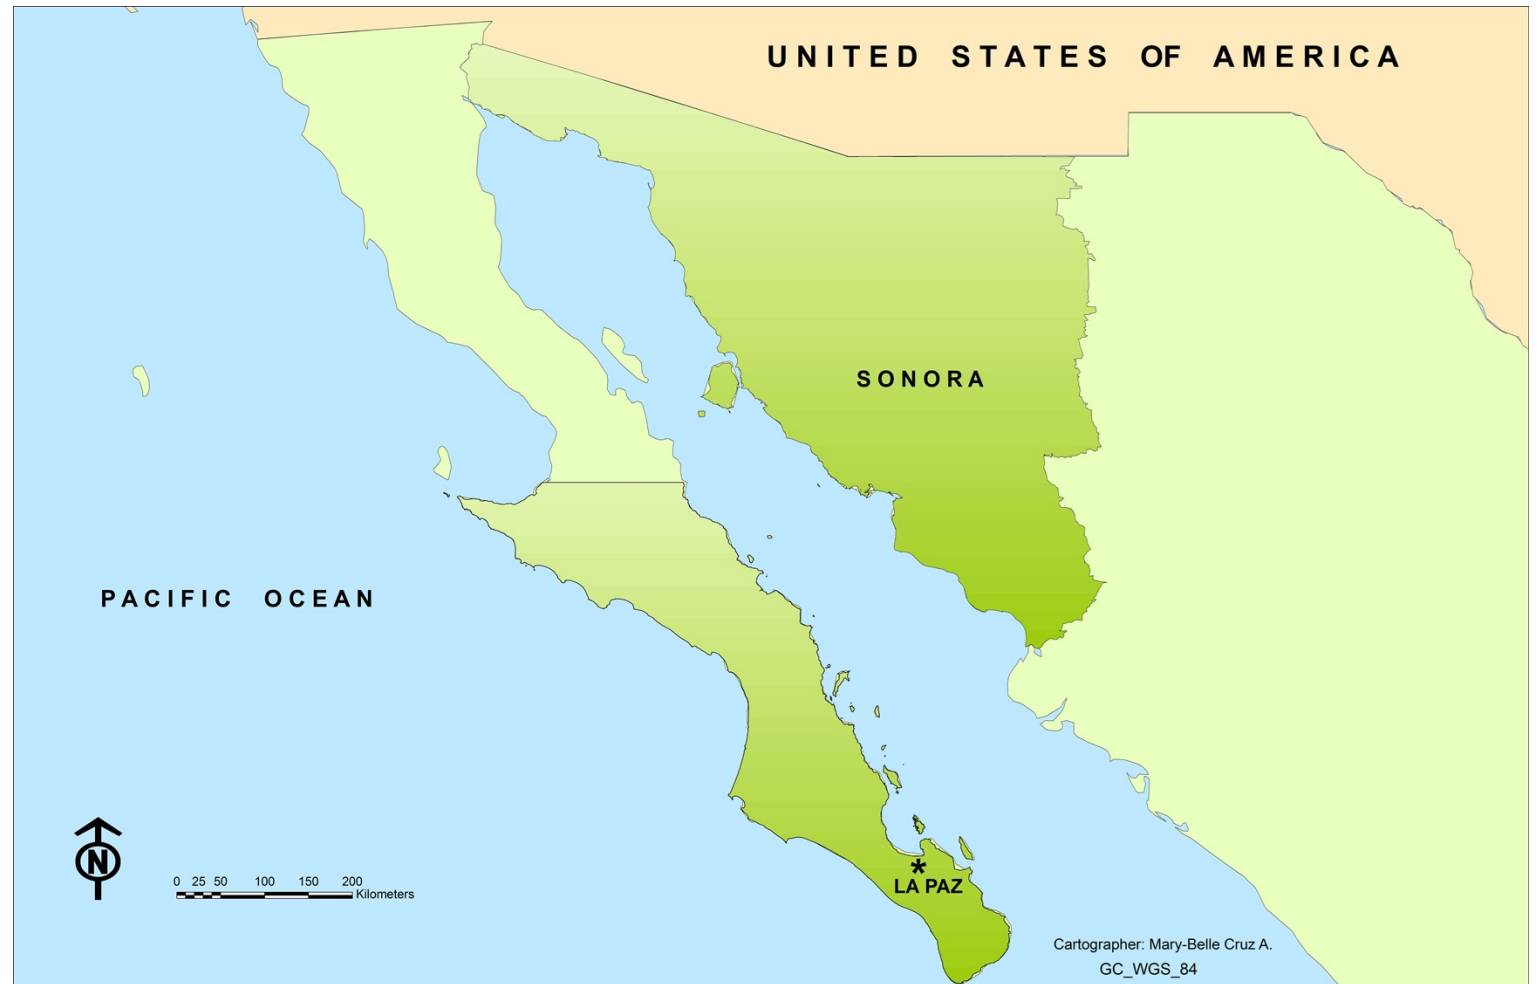 UNITED STATES OF AMERICA
SONORA
PACIFIC OCEAN
N
0 25 50 100 150 200
Kilometers
*
LA PAZ
Cartographer: Mary-Belle Cruz A.
GC_WGS_84